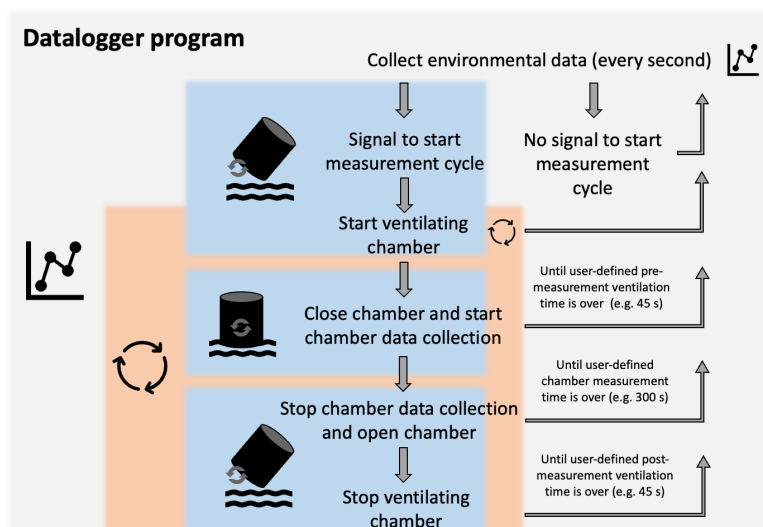 Datalogger program
Collect environmental data (every second)
Signal to start
measurement cycle
No signal to start
measurement
cycle
Start ventilating
chamber
Until user-defined pre-
measurement ventilation
time is over (e.g. 45 s)
Close chamber and start
chamber data collection
Until user-defined
chamber measurement
time is over (e.g. 300 s)
Stop chamber data collection
and open chamber
Until user-defined post-
measurement ventilation
time is over (e.g. 45 s)
Stop ventilating
chamber